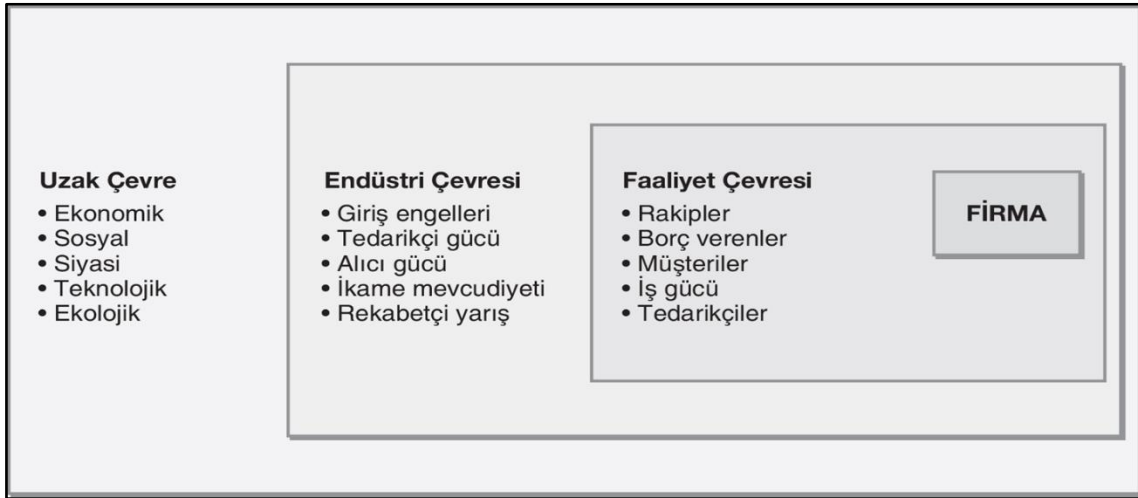 Uzak Çevre
• Ekonomik
• Sosyal
• Siyasi
• Teknolojik
• Ekolojik
Endüstri Çevresi
• Giriş engelleri
• Tedarikçi gücü
• Alıcı gücü
• İkame mevcudiyeti
• Rekabetçi yarış
Faaliyet Çevresi
• Rakipler
• Borç verenler
• Müşteriler
• İş gücü
• Tedarikçiler
FİRMA